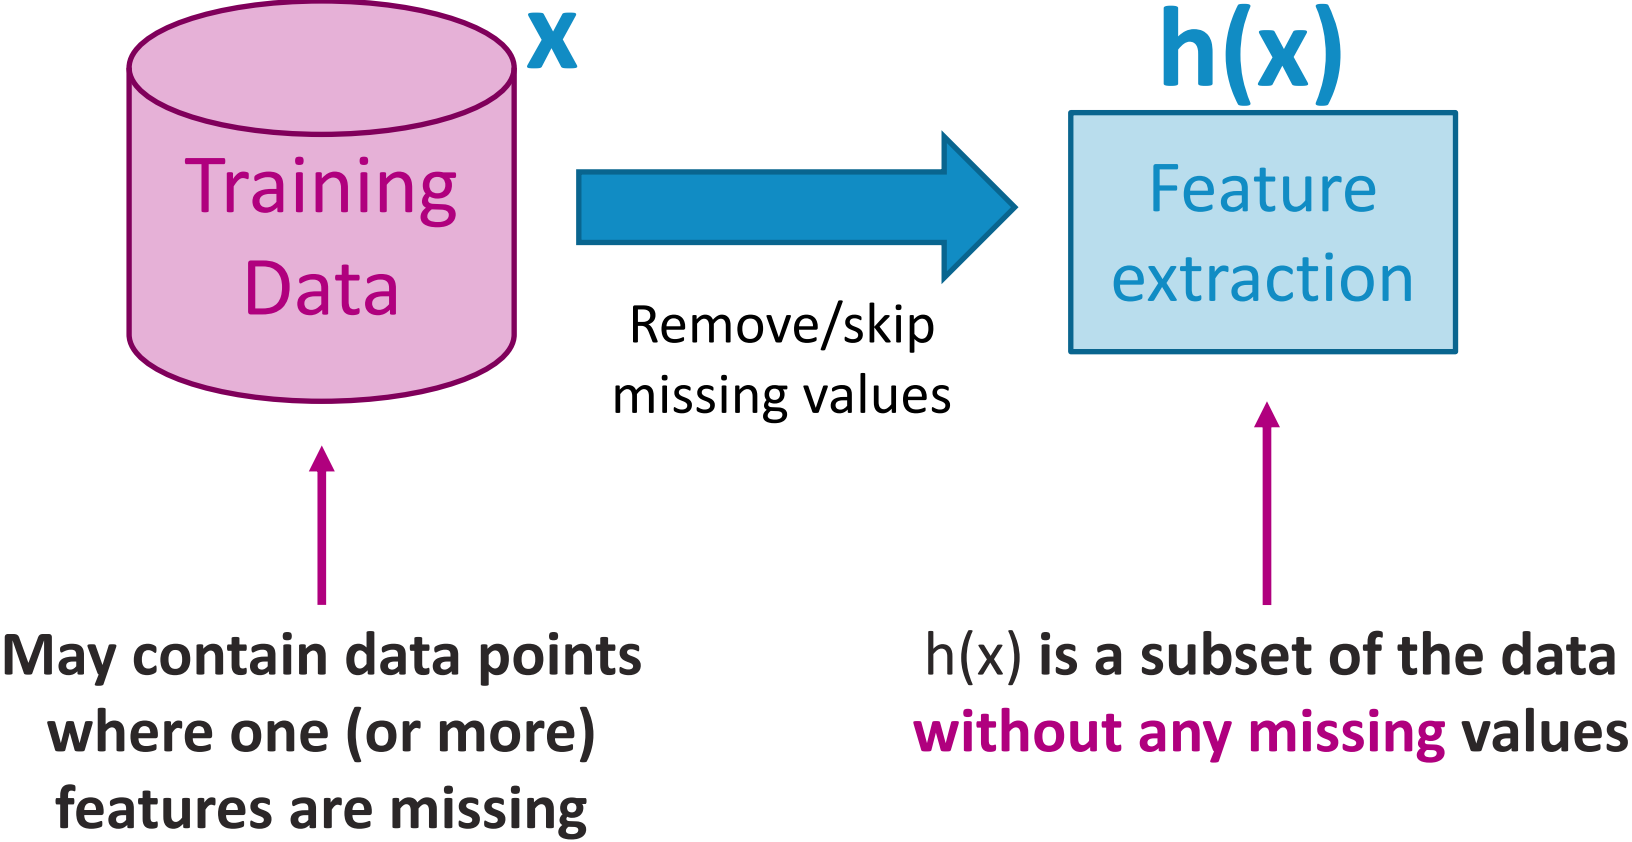 x
h(x)
Training
Data
Feature
extraction
Remove/skip
missing values
May contain data points
where one (or more)
features are missing
h(x) is a subset of the data
without any missing values